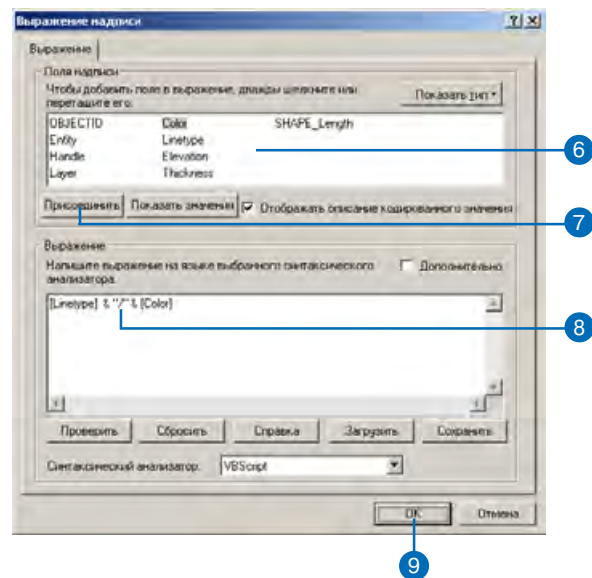 Выражение надписи
Выражение
Поля надписи
Чтобы добавить поле в выражение, дважды щелкните или перетащите его.
Показать тип
OBJECTID Color SHAPE_Length
Entity Linetype
Handle Elevation
Layer Thickness
6
Присоединить Показать значения Отображать описание кодированного значения
7
Выражение
Напишите выражение на языке выбранного синтаксического анализатора.
Дополнительно
[Linetype] & "/" & [Color]
8
Проверить Сбросить Справка Загрузить Сохранить
Синтаксический анализатор: VBScript
OK Отмена
9